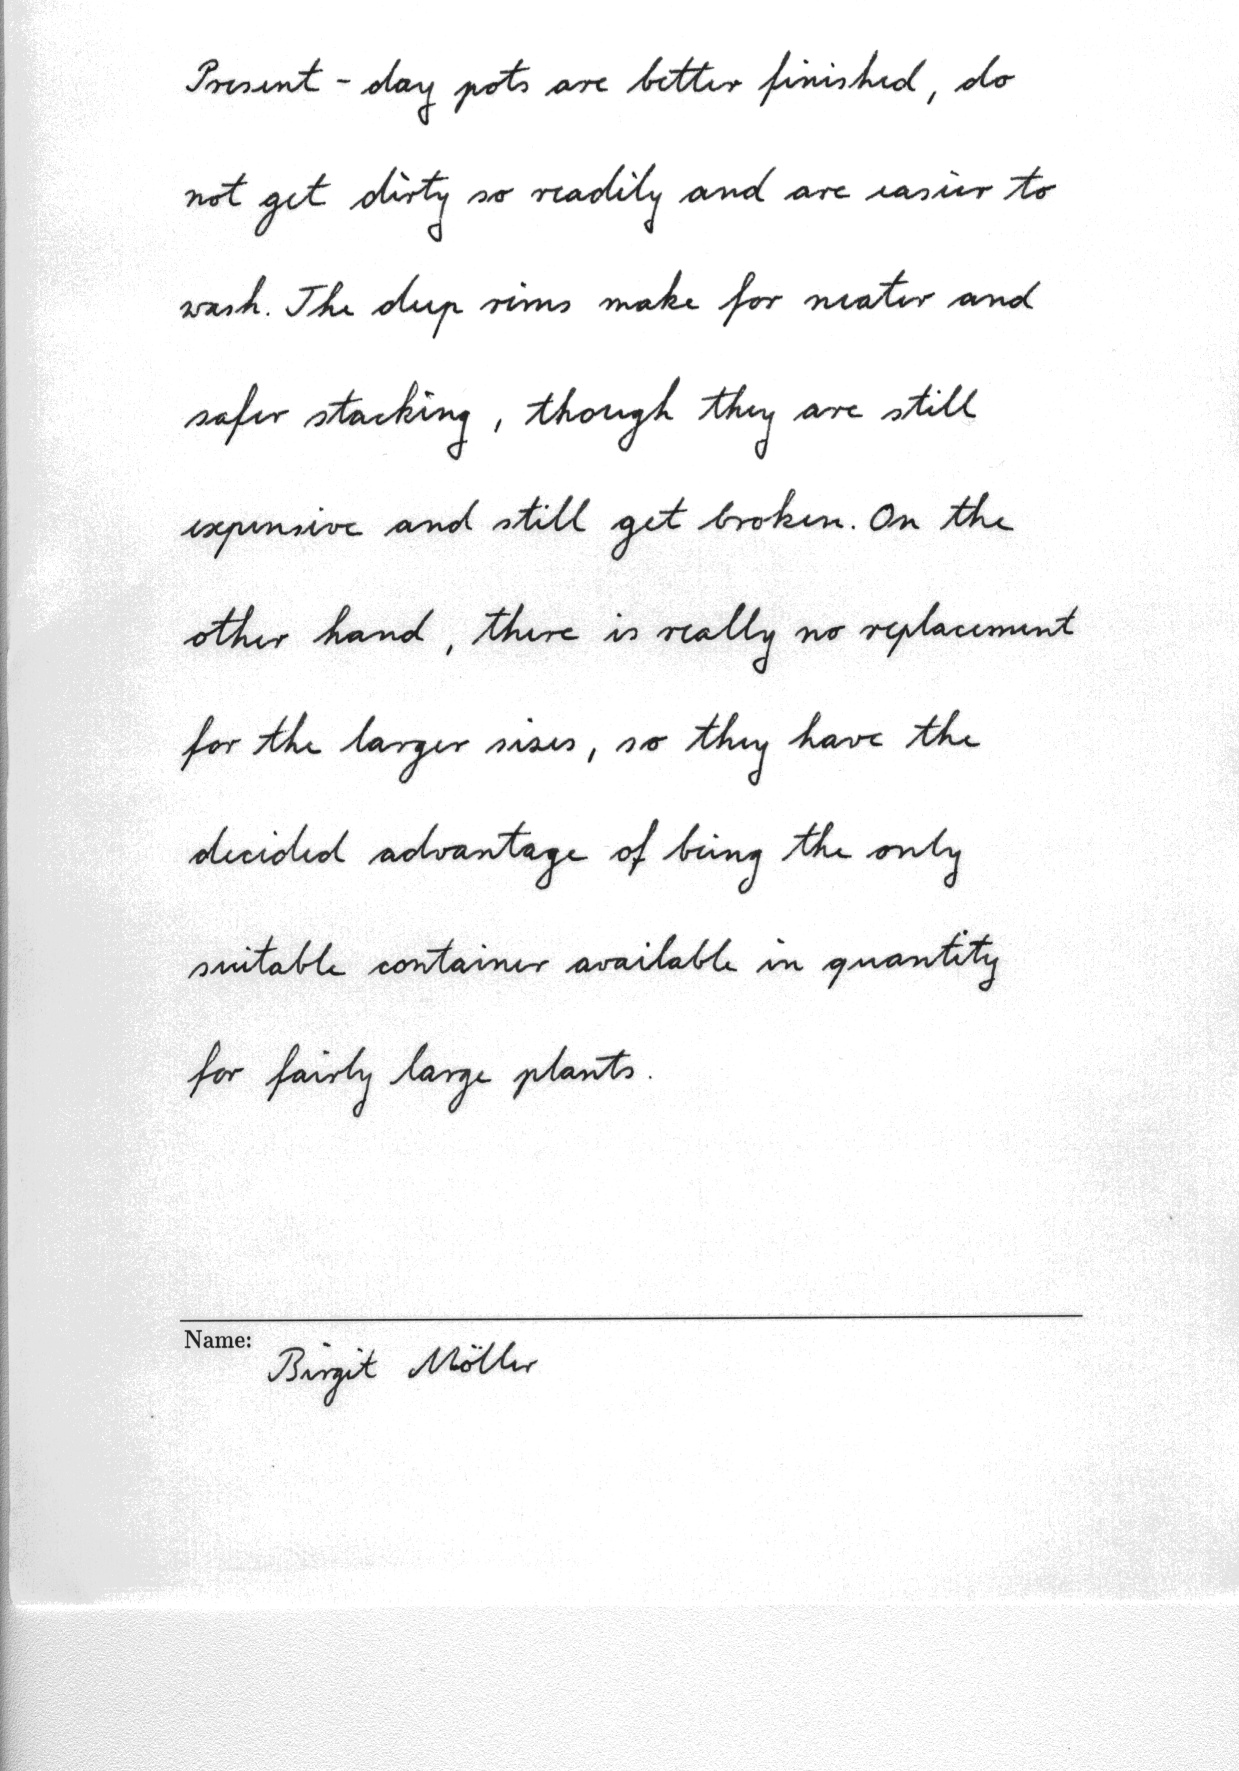 Present - day pots are better finished, do
not get dirty so readily and are easier to
wash. The deep rims make for neater and
safer stacking, though they are still
expensive and still get broken. On the
other hand, there is really no replacement
for the larger sises, so they have the
decided advantage of being the only
suitable container available in quantity
for fairly large plants.
Name:
Birgit Möller